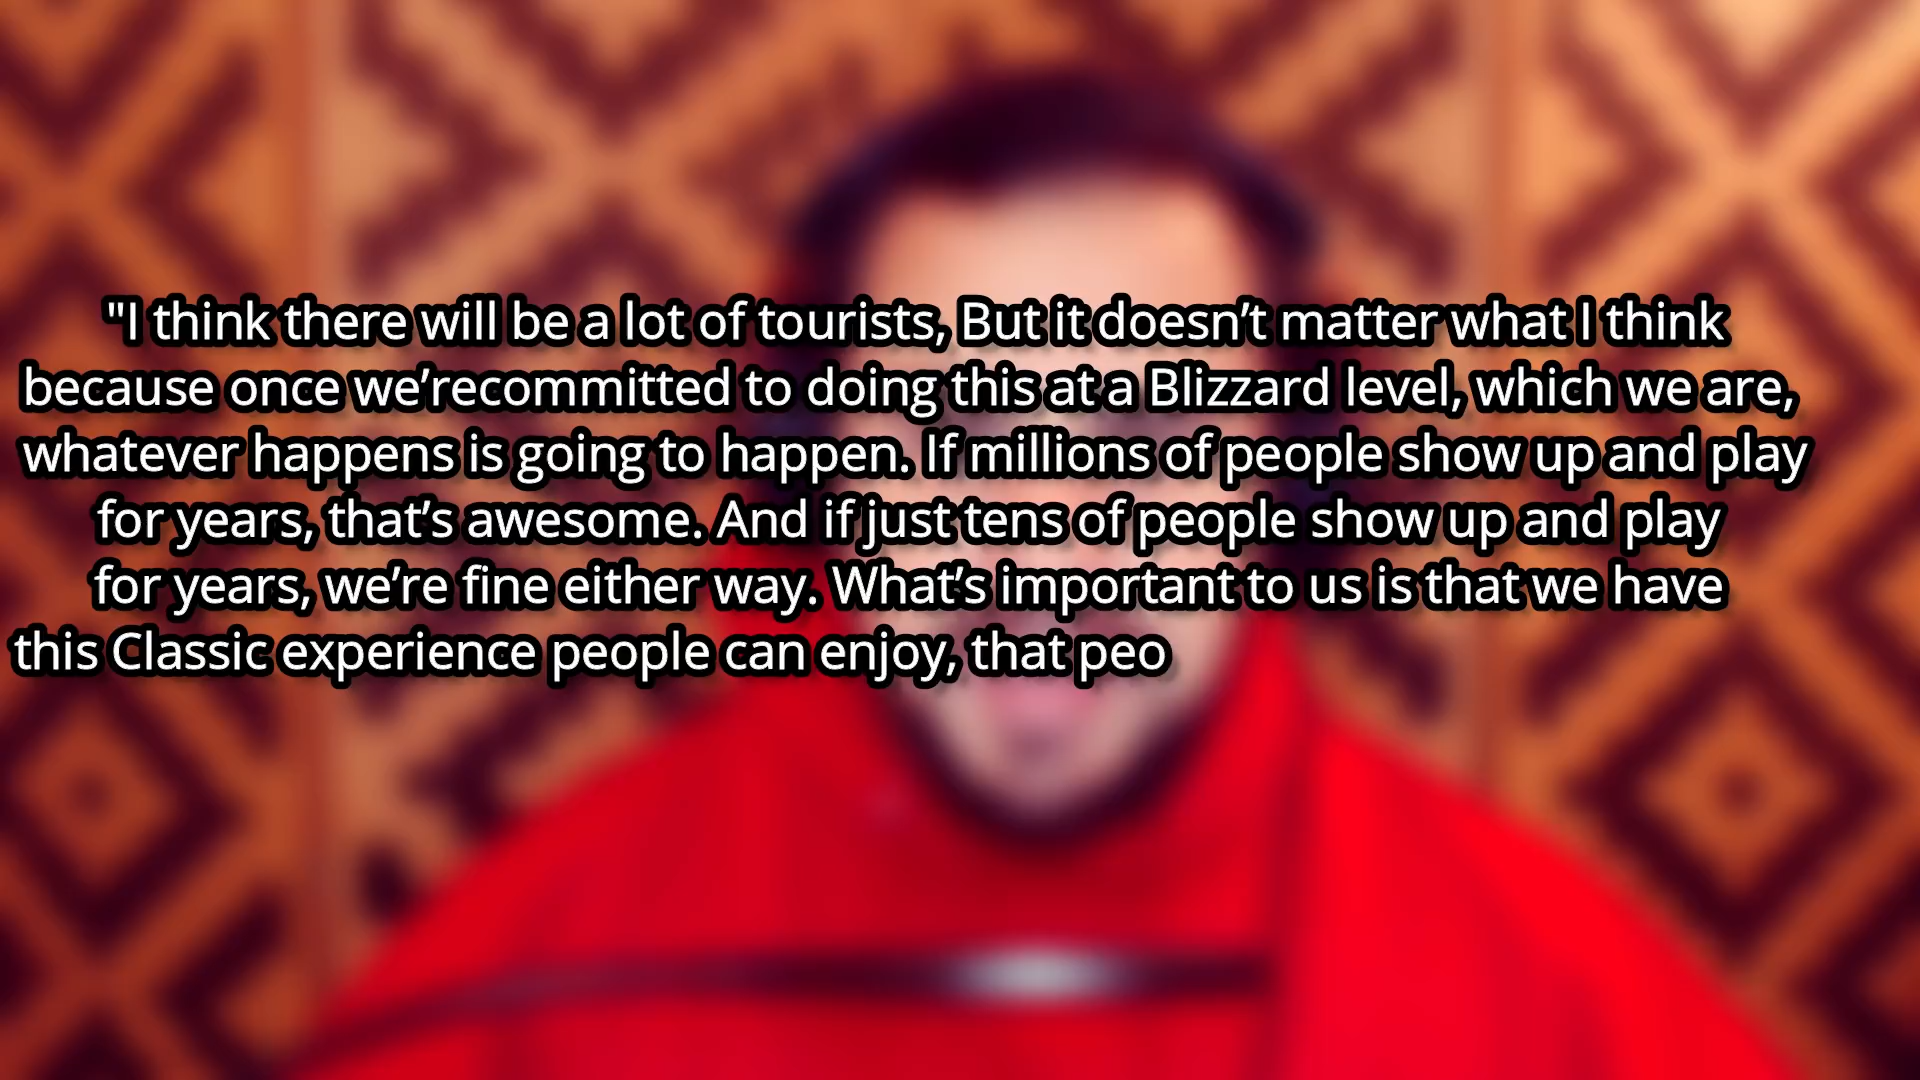 "I think there will be a lot of tourists, But it doesn’t matter what I think
because once we’recommitted to doing this at a Blizzard level, which we are,
whatever happens is going to happen. If millions of people show up and play
for years, that’s awesome. And if just tens of people show up and play
for years, we’re fine either way. What’s important to us is that we have
this Classic experience people can enjoy, that peo